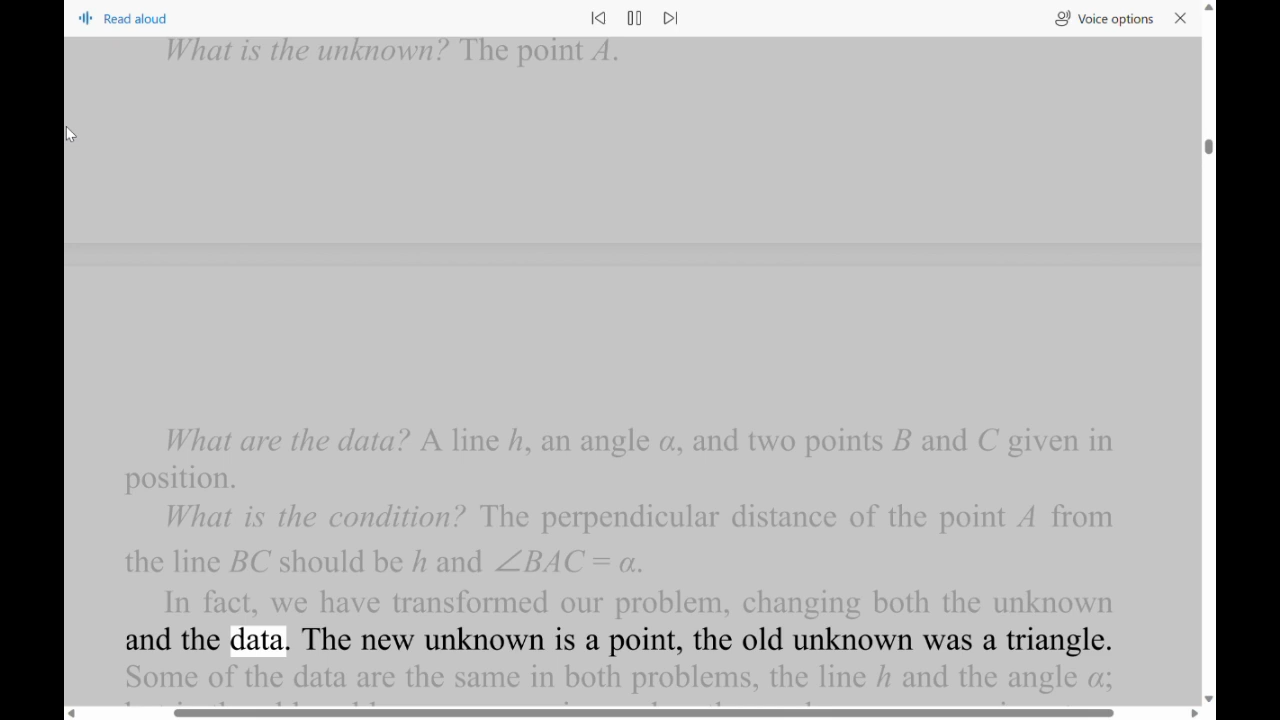 Read aloud
Voice options
What is the unknown? The point A.
What are the data? A line h, an angle α, and two points B and C given in
position.
What is the condition? The perpendicular distance of the point A from
the line BC should be h and ∠BAC = α.
In fact, we have transformed our problem, changing both the unknown
and the data. The new unknown is a point, the old unknown was a triangle.
Some of the data are the same in both problems, the line h and the angle α;